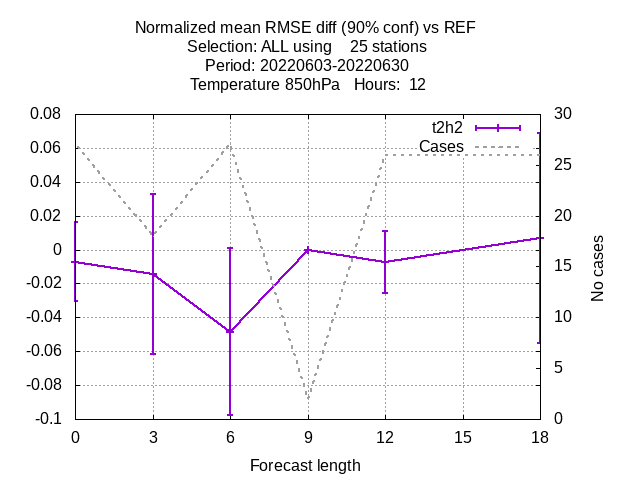 Normalized mean RMSE diff (90% conf) vs REF
Selection: ALL using    25 stations
Period: 20220603-20220630
Temperature 850hPa   Hours:  12
t2h2
Cases
0.08
0.06
0.04
0.02
0
-0.02
-0.04
-0.06
-0.08
-0.1
30
25
20
15
10
5
0
No cases
0 3 6 9 12 15 18
Forecast length